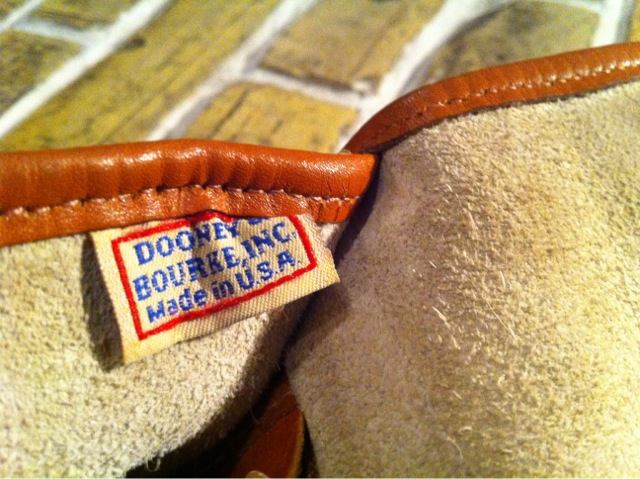 DOONEY &
BOURKE, INC.
Made in U.S.A.